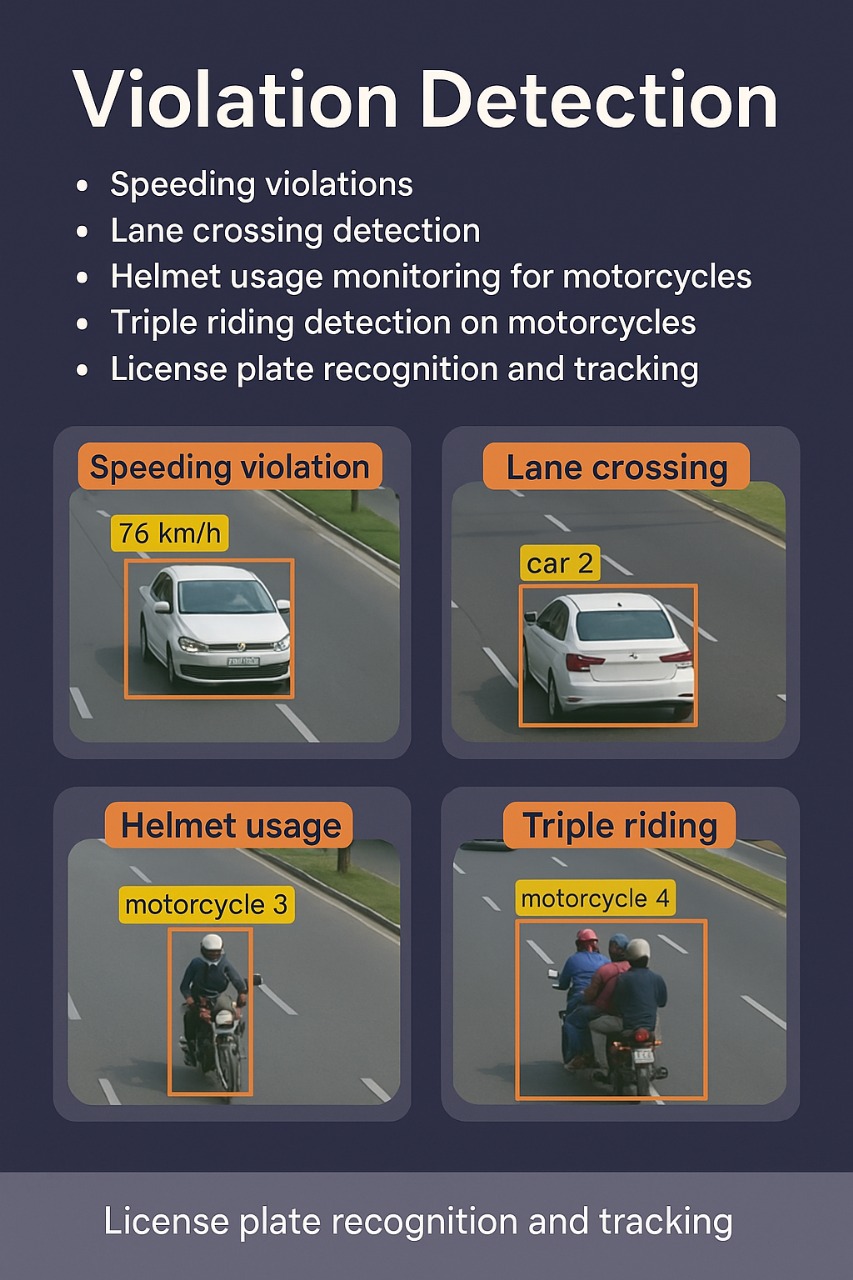 Violation Detection
• Speeding violations
• Lane crossing detection
• Helmet usage monitoring for motorcycles
• Triple riding detection on motorcycles
• License plate recognition and tracking
Speeding violation
76 km/h
Lane crossing
car 2
Helmet usage
motorcycle 3
Triple riding
motorcycle 4
License plate recognition and tracking